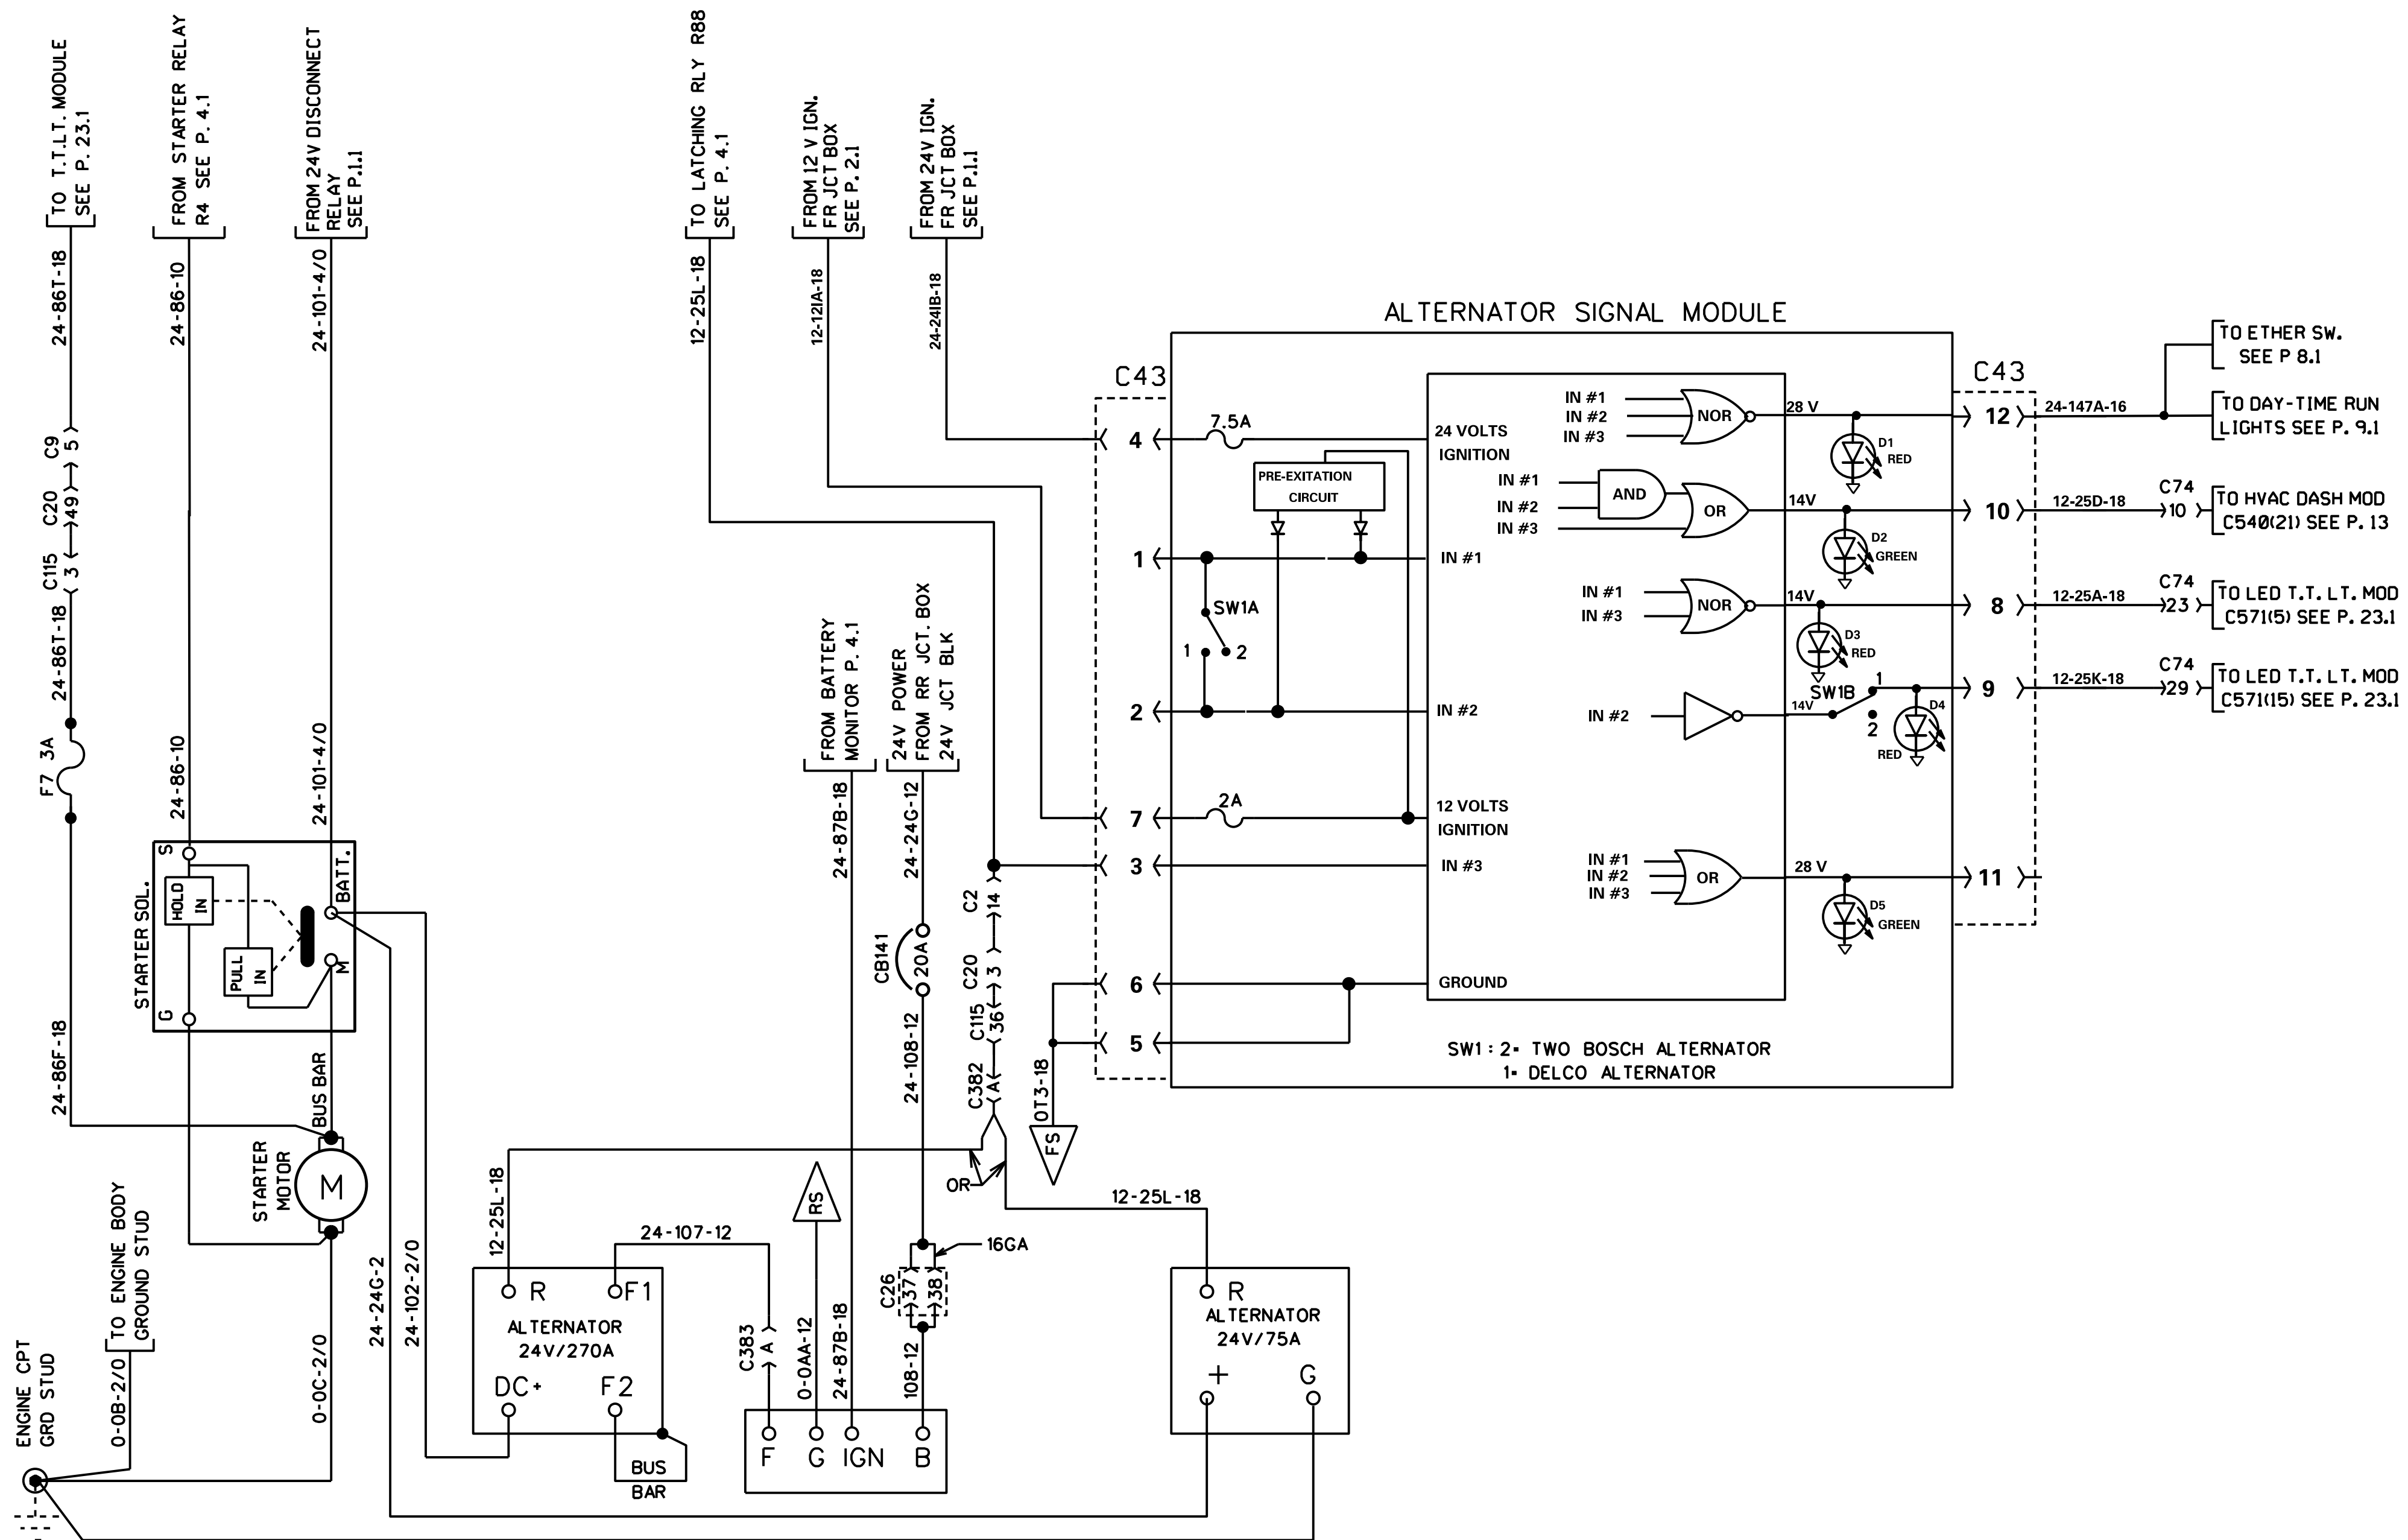 TO T.T.LT. MODULE
SEE P. 23.1
FROM STARTER RELAY
R4 SEE P. 4.1
FROM 24V DISCONNECT
RELAY
SEE P.1.1
TO LATCHING RLY R88
SEE P. 4.1
FROM 12 V IGN.
FR JCT BOX
SEE P. 2.1
FROM 24V IGN.
FR JCT BOX
SEE P.1.1
24-86T-18
24-86-10
24-101-4/0
12-25L-18
12-12IA-18
24-24IB-18
C9
5
C20
49
C115
3
24-86T-18
F7 3A
24-86-10
24-101-4/0
STARTER SOL.
S
HOLD
IN
PULL
IN
BATT.
M
G
24-86F-18
BUS BAR
STARTER
MOTOR
M
ENGINE CPT
GRD STUD
TO ENGINE BODY
GROUND STUD
0-0B-2/0
0-0C-2/0
24-24G-2
24-102-2/0
FROM BATTERY
MONITOR P. 4.1
24V POWER
FROM RR JCT. BOX
24V JCT BLK
24-87B-18
24-24G-12
CB141
20A
24-108-12
C2
14
C20
3
C115
36
C382
A
OR
12-25L-18
12-25L-18
24-107-12
RS
16GA
C26
37
38
C383
A
0-0AA-12
24-87B-18
108-12
R
F1
ALTERNATOR
24V/270A
DC+
F2
BUS
BAR
F
G
IGN
B
R
ALTERNATOR
24V/75A
+
G
0T3-18
FS
ALTERNATOR SIGNAL MODULE
C43
4
1
2
7
3
6
5
7.5A
PRE-EXITATION
CIRCUIT
SW1A
1
2
2A
24 VOLTS
IGNITION
IN #1
IN #2
12 VOLTS
IGNITION
IN #3
GROUND
IN #1
IN #2
IN #3
NOR
28 V
D1
RED
IN #1
IN #2
IN #3
AND
OR
14V
D2
GREEN
IN #1
IN #3
NOR
14V
D3
RED
IN #2
14V
SW1B
1
2
D4
RED
IN #1
IN #2
IN #3
OR
28 V
D5
GREEN
SW1 : 2= TWO BOSCH ALTERNATOR
1= DELCO ALTERNATOR
C43
12
10
8
9
11
24-147A-16
TO ETHER SW.
SEE P 8.1
TO DAY-TIME RUN
LIGHTS SEE P. 9.1
12-25D-18
C74
10
TO HVAC DASH MOD
C540(21) SEE P. 13
12-25A-18
C74
23
TO LED T.T. LT. MOD
C571(5) SEE P. 23.1
12-25K-18
C74
29
TO LED T.T. LT. MOD
C571(15) SEE P. 23.1